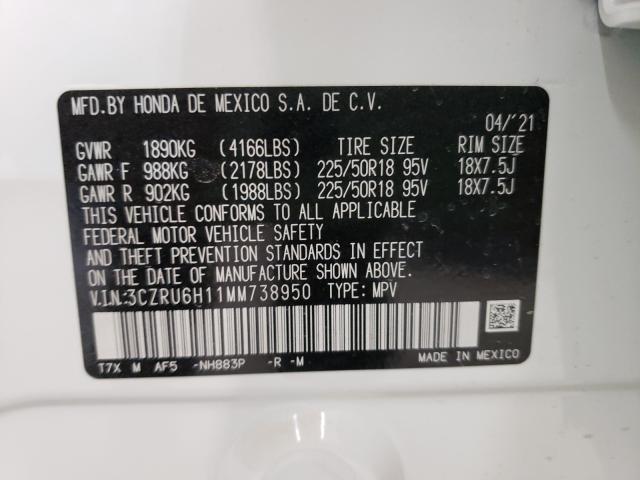 MFD.BY HONDA DE MEXICO S.A. DE C.V.
04/'21
GVWR 1890KG (4166LBS) TIRE SIZE RIM SIZE
GAWR F 988KG (2178LBS) 225/50R18 95V 18X7.5J
GAWR R 902KG (1988LBS) 225/50R18 95V 18X7.5J
THIS VEHICLE CONFORMS TO ALL APPLICABLE
FEDERAL MOTOR VEHICLE SAFETY
AND THEFT PREVENTION STANDARDS IN EFFECT
ON THE DATE OF MANUFACTURE SHOWN ABOVE.
V.I.N:3CZRU6H11MM738950 TYPE: MPV
T7X M AF5 -NH883P -R -M MADE IN MEXICO